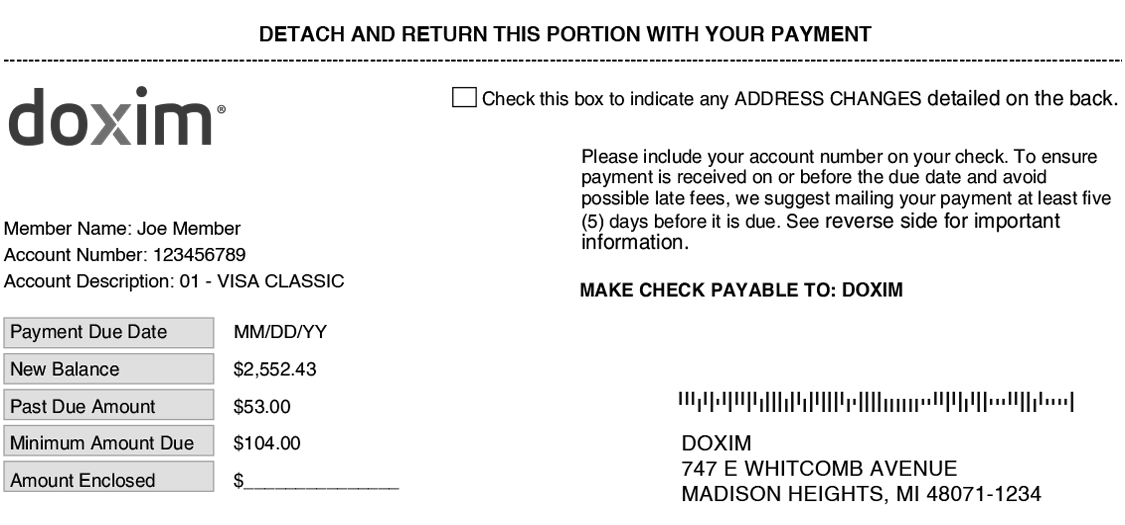 DETACH AND RETURN THIS PORTION WITH YOUR PAYMENT
doxim®
Check this box to indicate any ADDRESS CHANGES detailed on the back.
Please include your account number on your check. To ensure
payment is received on or before the due date and avoid
possible late fees, we suggest mailing your payment at least five
(5) days before it is due. See reverse side for important
information.
Member Name: Joe Member
Account Number: 123456789
Account Description: 01 - VISA CLASSIC
MAKE CHECK PAYABLE TO: DOXIM
Payment Due Date MM/DD/YY
New Balance $2,552.43
Past Due Amount $53.00
Minimum Amount Due $104.00
Amount Enclosed $_______________
DOXIM
747 E WHITCOMB AVENUE
MADISON HEIGHTS, MI 48071-1234